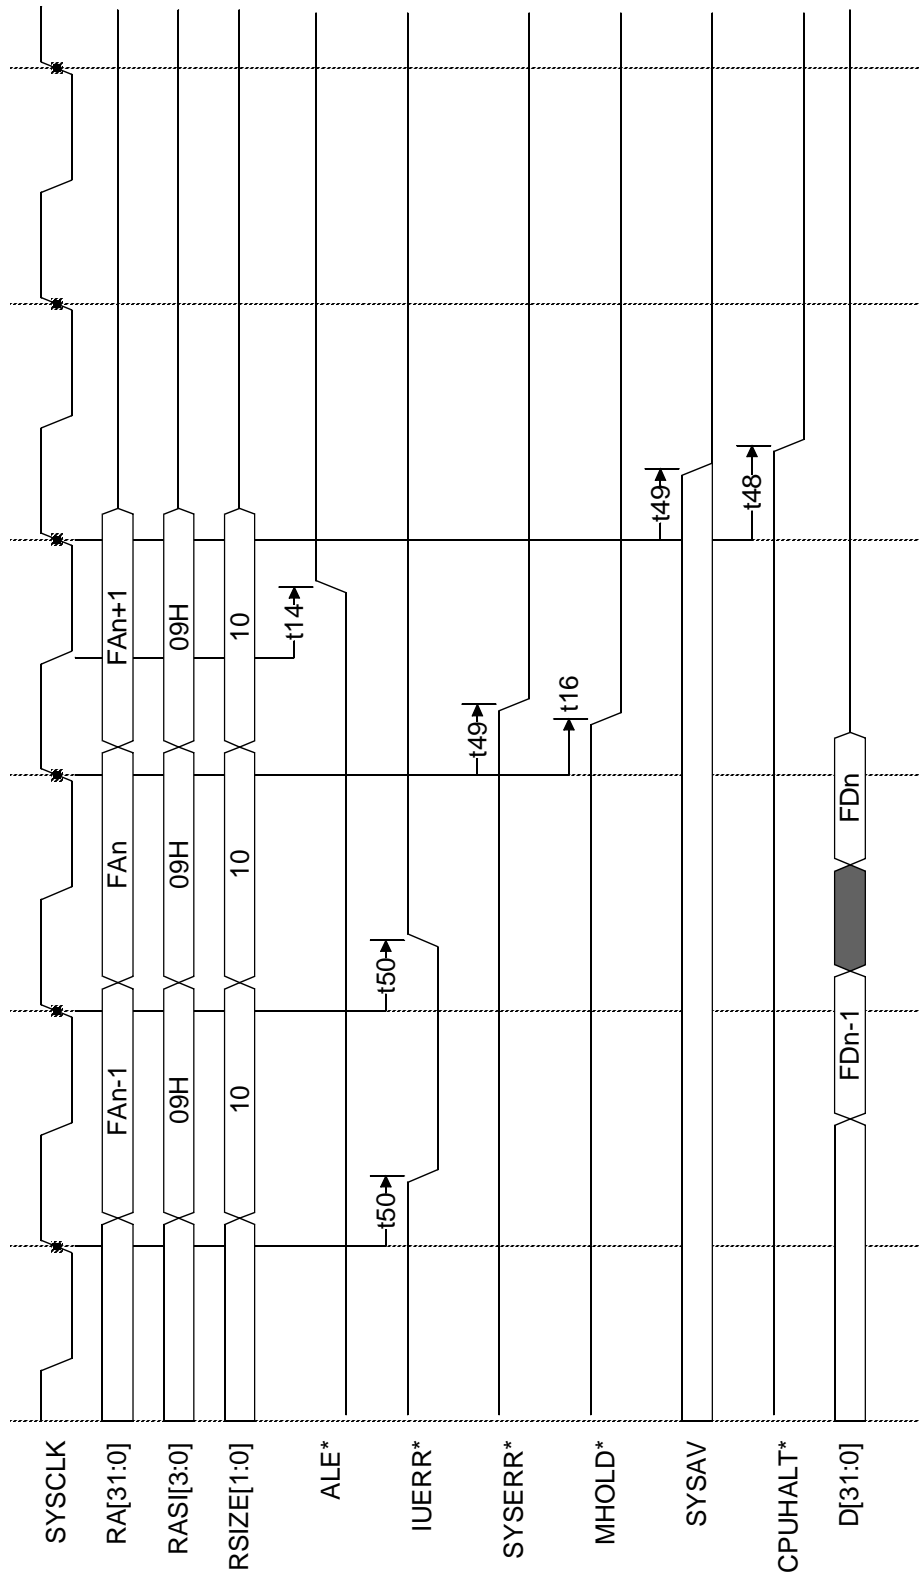 SYSCLK
RA[31:0] FAn-1 FAn FAn+1
RASI[3:0] 09H 09H 09H
RSIZE[1:0] 10 10 10
ALE* t14
IUERR* t50 t50
SYSERR* t49
MHOLD* t16
SYSAV t49
CPUHALT* t48
D[31:0] FDn-1 FDn